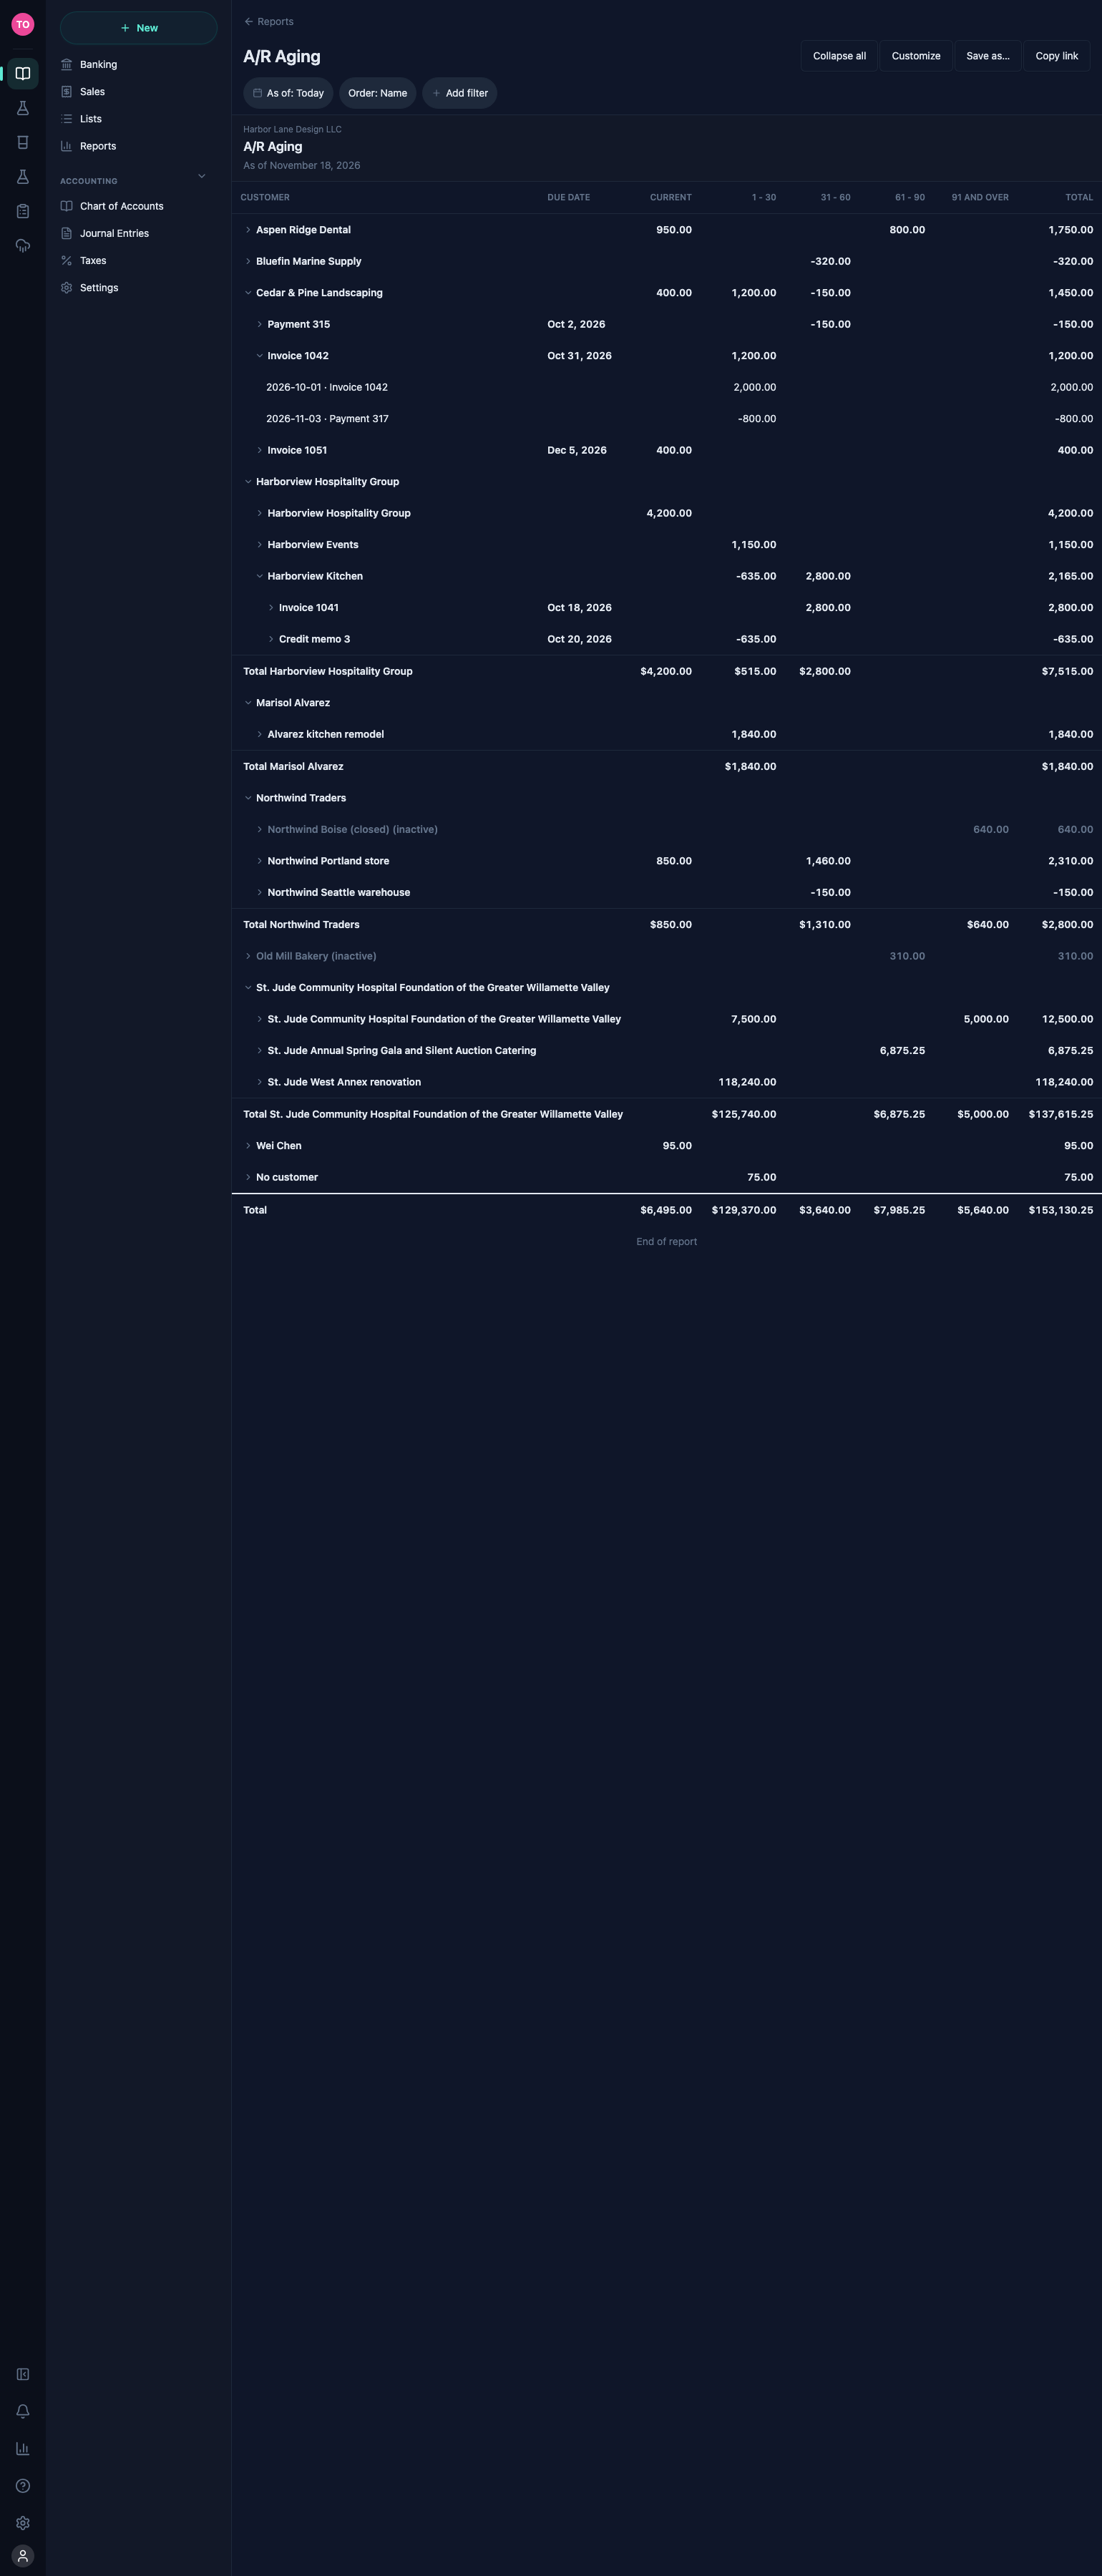 TO
New
Banking
Sales
Lists
Reports
ACCOUNTING
Chart of Accounts
Journal Entries
Taxes
Settings
Reports
A/R Aging
Collapse all Customize Save as... Copy link
As of: Today Order: Name Add filter
Harbor Lane Design LLC
A/R Aging
As of November 18, 2026
CUSTOMER DUE DATE CURRENT 1 - 30 31 - 60 61 - 90 91 AND OVER TOTAL
Aspen Ridge Dental 950.00 800.00 1,750.00
Bluefin Marine Supply -320.00 -320.00
Cedar & Pine Landscaping 400.00 1,200.00 -150.00 1,450.00
Payment 315 Oct 2, 2026 -150.00 -150.00
Invoice 1042 Oct 31, 2026 1,200.00 1,200.00
2026-10-01 · Invoice 1042 2,000.00 2,000.00
2026-11-03 · Payment 317 -800.00 -800.00
Invoice 1051 Dec 5, 2026 400.00 400.00
Harborview Hospitality Group
Harborview Hospitality Group 4,200.00 4,200.00
Harborview Events 1,150.00 1,150.00
Harborview Kitchen -635.00 2,800.00 2,165.00
Invoice 1041 Oct 18, 2026 2,800.00 2,800.00
Credit memo 3 Oct 20, 2026 -635.00 -635.00
Total Harborview Hospitality Group $4,200.00 $515.00 $2,800.00 $7,515.00
Marisol Alvarez
Alvarez kitchen remodel 1,840.00 1,840.00
Total Marisol Alvarez $1,840.00 $1,840.00
Northwind Traders
Northwind Boise (closed) (inactive) 640.00 640.00
Northwind Portland store 850.00 1,460.00 2,310.00
Northwind Seattle warehouse -150.00 -150.00
Total Northwind Traders $850.00 $1,310.00 $640.00 $2,800.00
Old Mill Bakery (inactive) 310.00 310.00
St. Jude Community Hospital Foundation of the Greater Willamette Valley
St. Jude Community Hospital Foundation of the Greater Willamette Valley 7,500.00 5,000.00 12,500.00
St. Jude Annual Spring Gala and Silent Auction Catering 6,875.25 6,875.25
St. Jude West Annex renovation 118,240.00 118,240.00
Total St. Jude Community Hospital Foundation of the Greater Willamette Valley $125,740.00 $6,875.25 $5,000.00 $137,615.25
Wei Chen 95.00 95.00
No customer 75.00 75.00
Total $6,495.00 $129,370.00 $3,640.00 $7,985.25 $5,640.00 $153,130.25
End of report